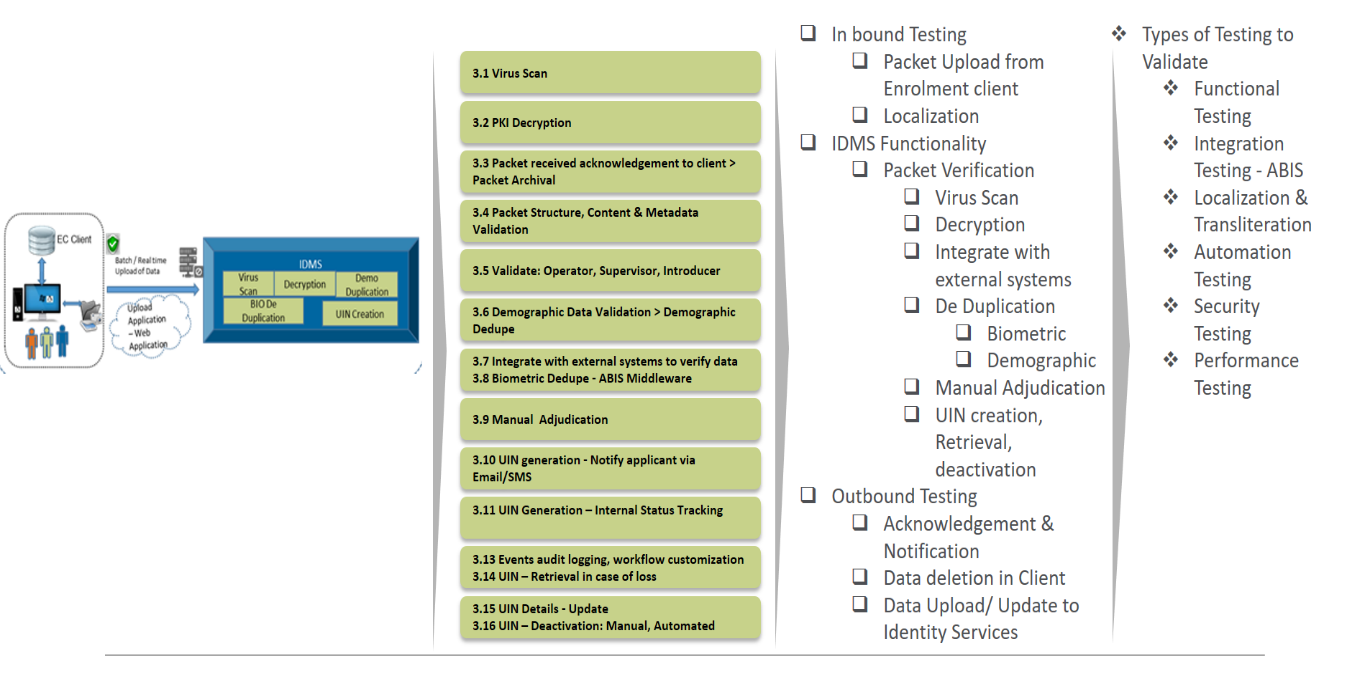 EC Client
Batch / Real time
Upload of Data
Upload
Application
– Web
Application
IDMS
Virus
Scan
Decryption
Demo
Duplication
BIO De
Duplication
UIN Creation
3.1 Virus Scan
3.2 PKI Decryption
3.3 Packet received acknowledgement to client >
Packet Archival
3.4 Packet Structure, Content & Metadata
Validation
3.5 Validate: Operator, Supervisor, Introducer
3.6 Demographic Data Validation > Demographic
Dedupe
3.7 Integrate with external systems to verify data
3.8 Biometric Dedupe - ABIS Middleware
3.9 Manual Adjudication
3.10 UIN generation - Notify applicant via
Email/SMS
3.11 UIN Generation – Internal Status Tracking
3.13 Events audit logging, workflow customization
3.14 UIN – Retrieval in case of loss
3.15 UIN Details - Update
3.16 UIN – Deactivation: Manual, Automated
In bound Testing
Packet Upload from
Enrolment client
Localization
IDMS Functionality
Packet Verification
Virus Scan
Decryption
Integrate with
external systems
De Duplication
Biometric
Demographic
Manual Adjudication
UIN creation,
Retrieval,
deactivation
Outbound Testing
Acknowledgement &
Notification
Data deletion in Client
Data Upload/ Update to
Identity Services
Types of Testing to
Validate
Functional
Testing
Integration
Testing - ABIS
Localization &
Transliteration
Automation
Testing
Security
Testing
Performance
Testing